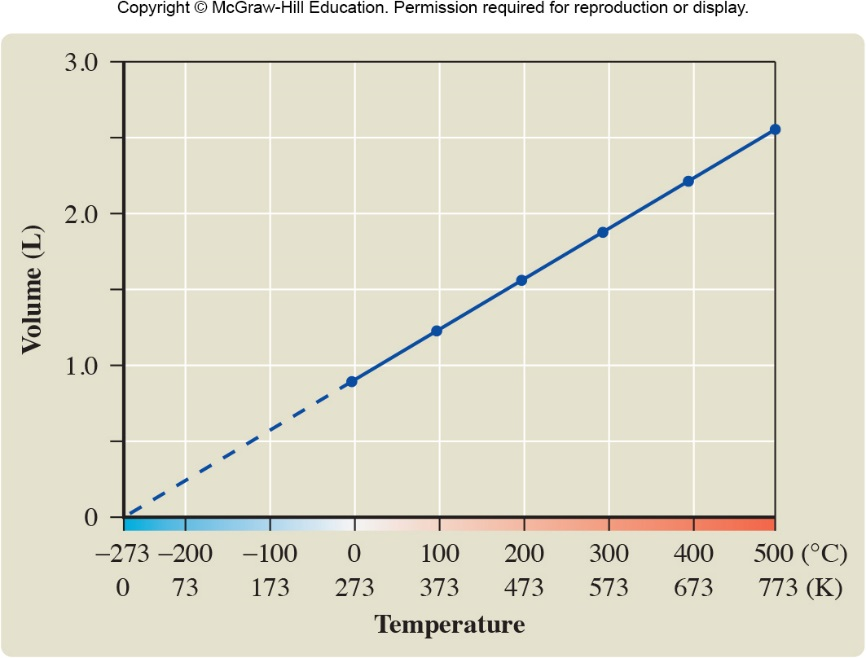 Copyright © McGraw-Hill Education. Permission required for reproduction or display.
3.0
2.0
1.0
0
Volume (L)
−273 −200 −100 0 100 200 300 400 500 (°C)
0 73 173 273 373 473 573 673 773 (K)
Temperature